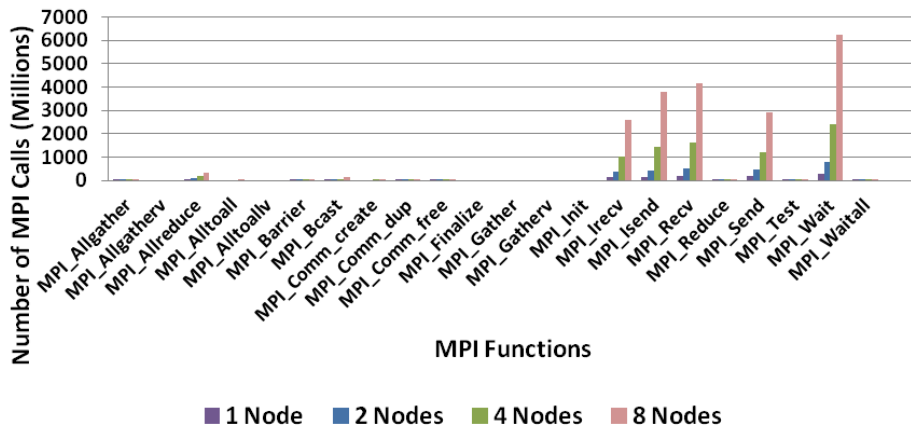 Number of MPI Calls (Millions)
7000
6000
5000
4000
3000
2000
1000
0
MPI_Allgather
MPI_Allgatherv
MPI_Allreduce
MPI_Alltoall
MPI_Alltoallv
MPI_Barrier
MPI_Bcast
MPI_Comm_create
MPI_Comm_dup
MPI_Comm_free
MPI_Finalize
MPI_Gather
MPI_Gatherv
MPI_Init
MPI_Irecv
MPI_Isend
MPI_Recv
MPI_Reduce
MPI_Send
MPI_Test
MPI_Wait
MPI_Waitall
MPI Functions
1 Node 2 Nodes 4 Nodes 8 Nodes